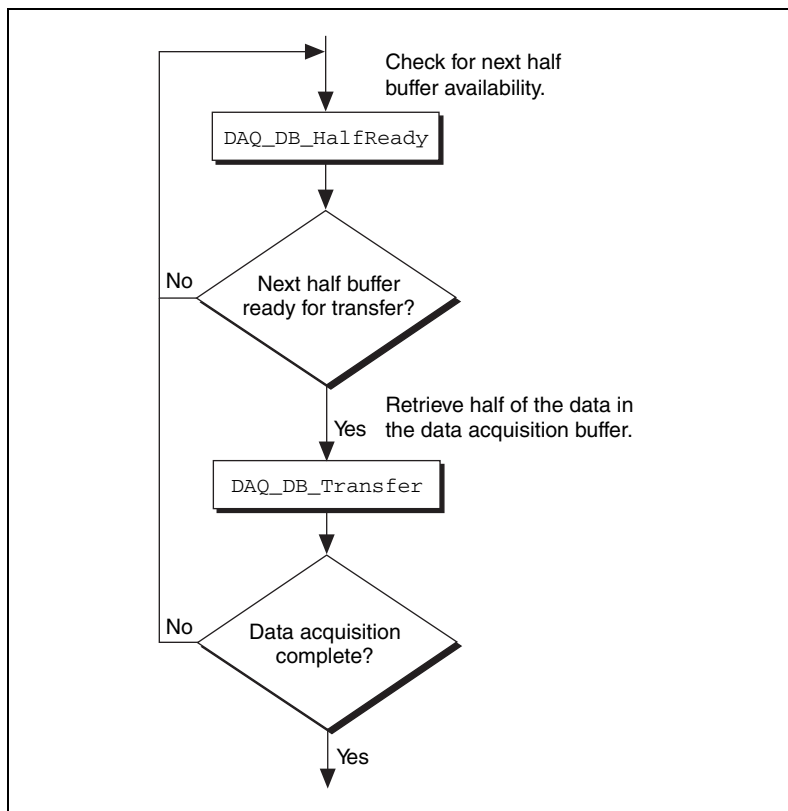 Check for next half
buffer availability.
DAQ_DB_HalfReady
No
Next half buffer
ready for transfer?
Retrieve half of the data in
the data acquisition buffer.
Yes
DAQ_DB_Transfer
No
Data acquisition
complete?
Yes